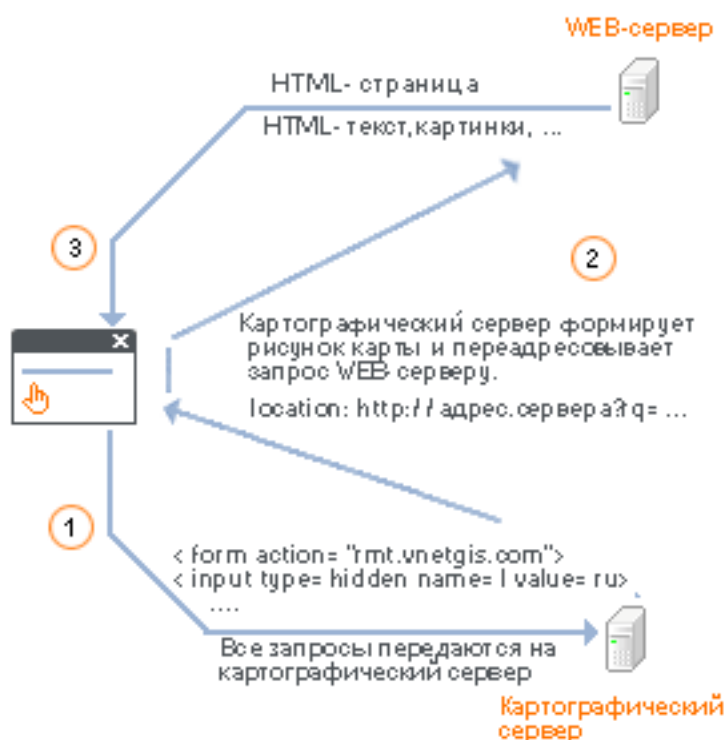 WEB-сервер
HTML- страница
HTML- текст,картинки, ...
3
2
Картографический сервер формирует
рисунок карты и переадресовывает
запрос WEB-серверу.
location: http://адрес.сервера?rq= ...
1
< form action= "rmt.vnetgis.com">
< input type= hidden name= l value= ru>
....
Все запросы передаются на
картографический сервер
Картографический
сервер